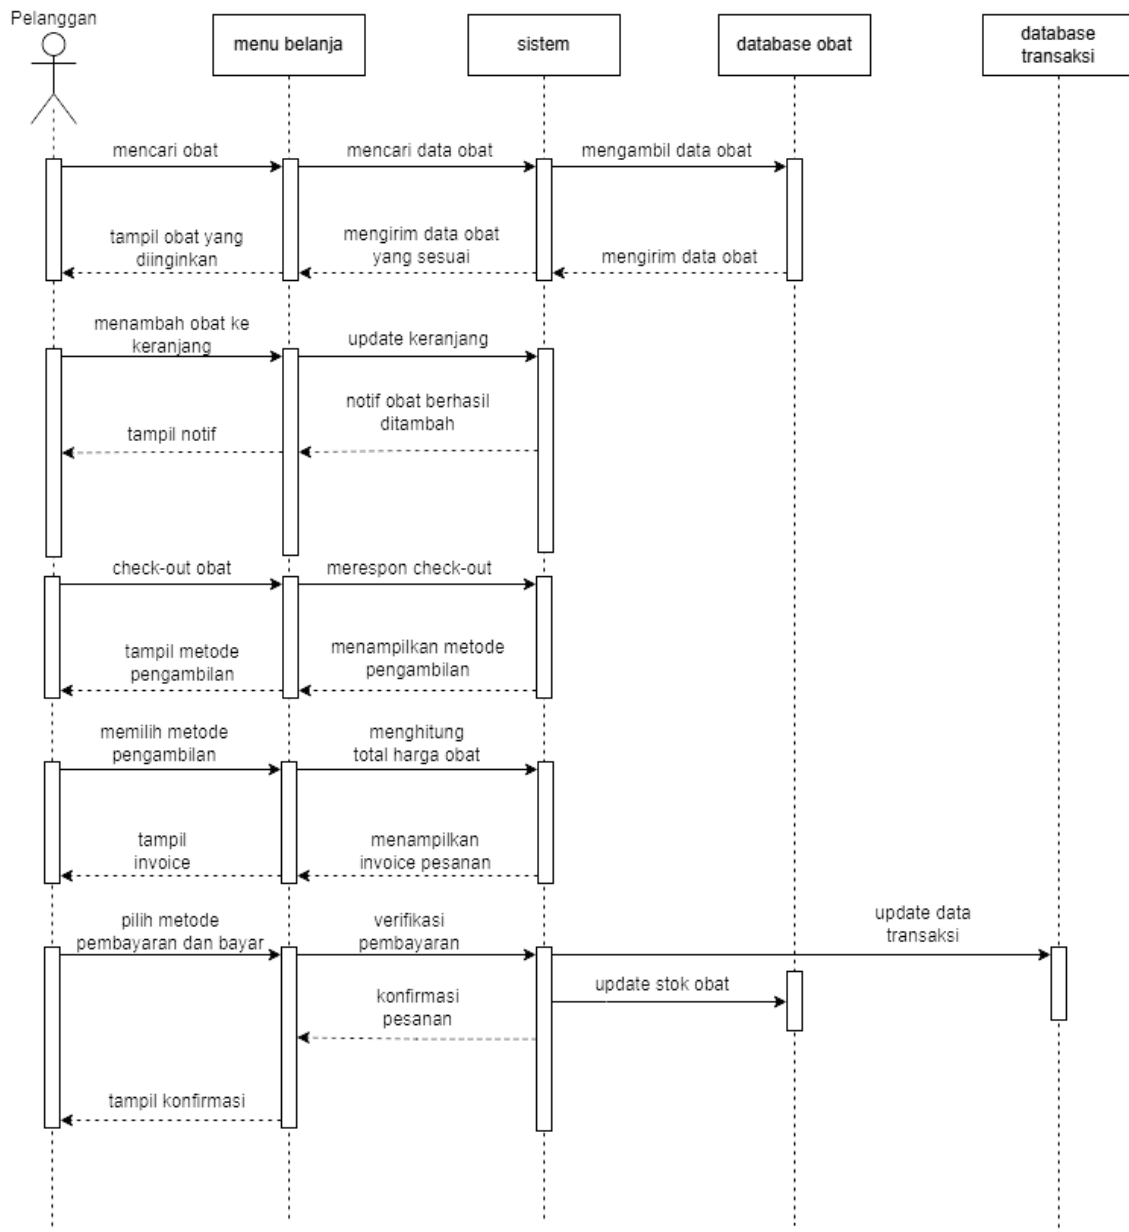 Pelanggan
menu belanja
sistem
database obat
database
transaksi
mencari obat
mencari data obat
mengambil data obat
tampil obat yang
diinginkan
mengirim data obat
yang sesuai
mengirim data obat
menambah obat ke
keranjang
update keranjang
notif obat berhasil
ditambah
tampil notif
check-out obat
merespon check-out
tampil metode
pengambilan
menampilkan metode
pengambilan
memilih metode
pengambilan
menghitung
total harga obat
tampil
invoice
menampilkan
invoice pesanan
pilih metode
pembayaran dan bayar
verifikasi
pembayaran
update data
transaksi
update stok obat
konfirmasi
pesanan
tampil konfirmasi